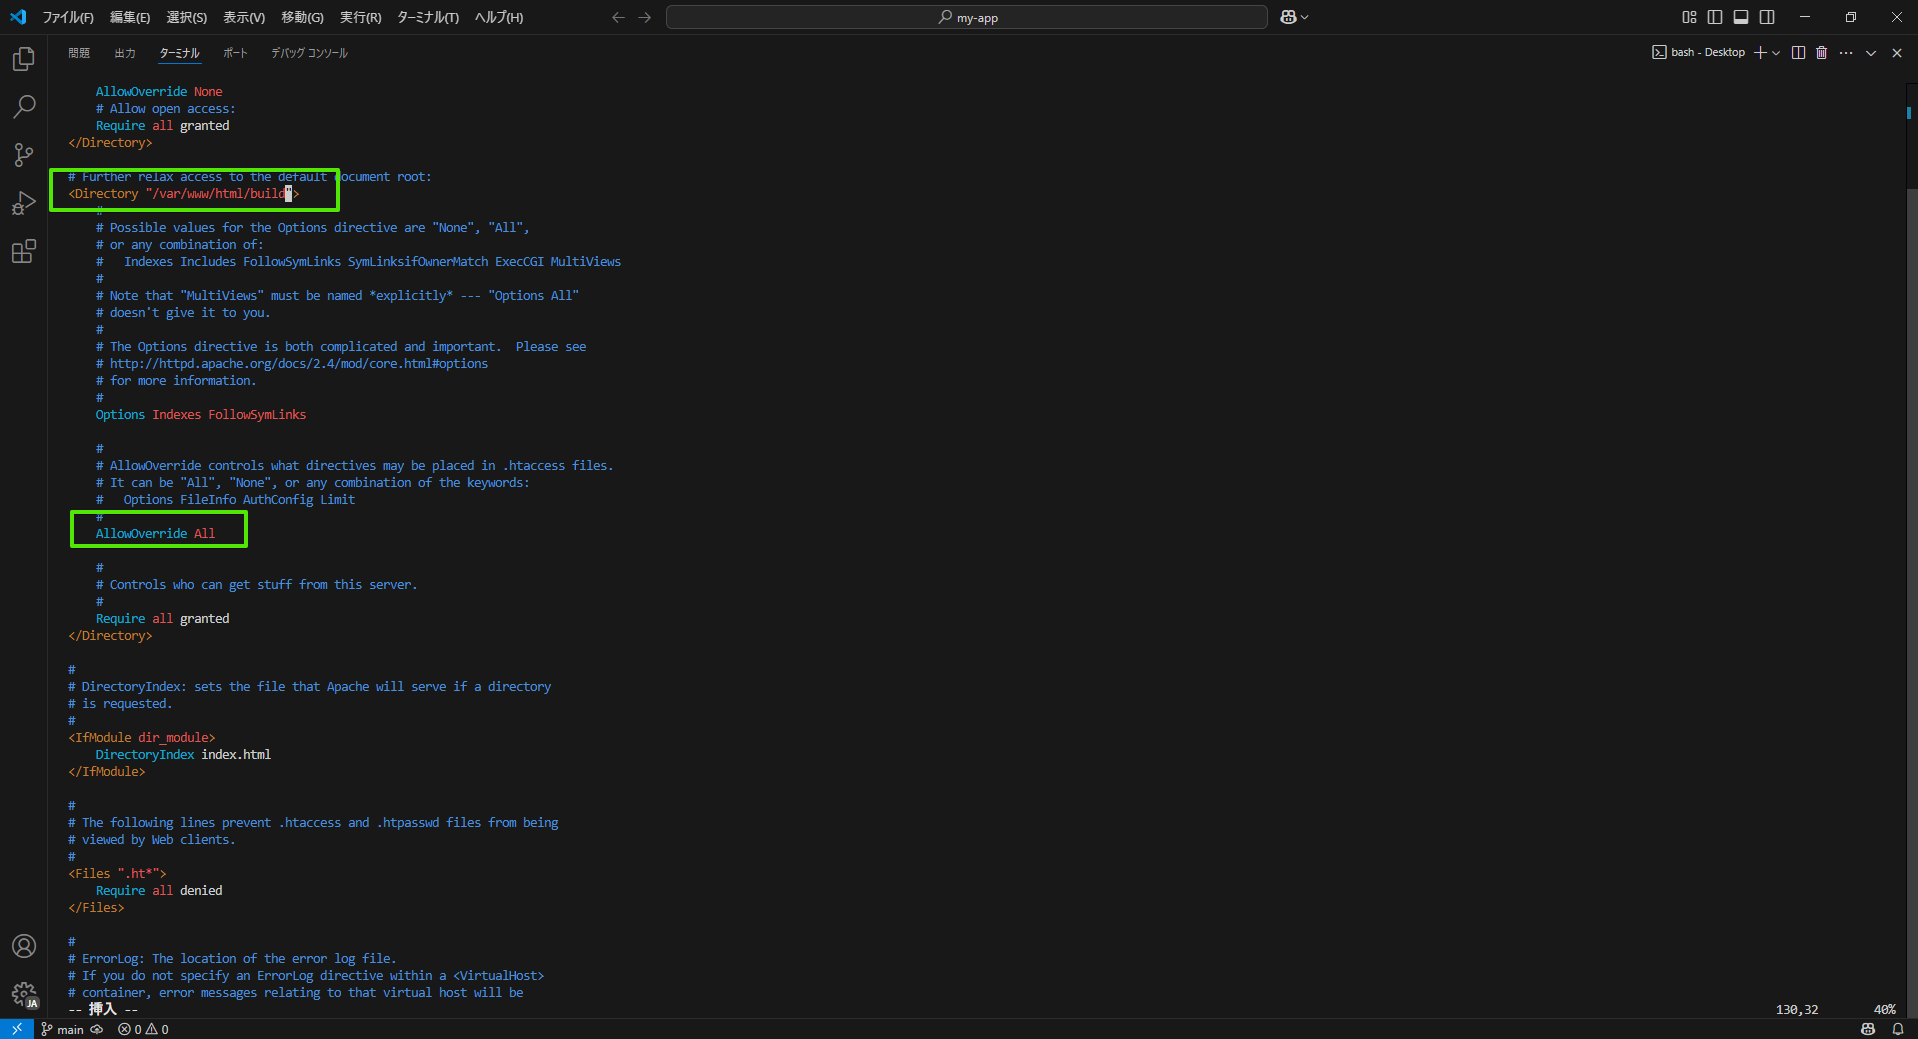 ファイル(F) 編集(E) 選択(S) 表示(V) 移動(G) 実行(R) ターミナル(T) ヘルプ(H) my-app
問題 出力 ターミナル ポート デバッグ コンソール bash - Desktop
AllowOverride None
# Allow open access:
Require all granted
</Directory>
# Further relax access to the default document root:
<Directory "/var/www/html/build">
#
# Possible values for the Options directive are "None", "All",
# or any combination of:
#   Indexes Includes FollowSymLinks SymLinksifOwnerMatch ExecCGI MultiViews
#
# Note that "MultiViews" must be named *explicitly* --- "Options All"
# doesn't give it to you.
#
# The Options directive is both complicated and important.  Please see
# http://httpd.apache.org/docs/2.4/mod/core.html#options
# for more information.
#
Options Indexes FollowSymLinks
#
# AllowOverride controls what directives may be placed in .htaccess files.
# It can be "All", "None", or any combination of the keywords:
#   Options FileInfo AuthConfig Limit
#
AllowOverride All
#
# Controls who can get stuff from this server.
#
Require all granted
</Directory>
#
# DirectoryIndex: sets the file that Apache will serve if a directory
# is requested.
#
<IfModule dir_module>
DirectoryIndex index.html
</IfModule>
#
# The following lines prevent .htaccess and .htpasswd files from being
# viewed by Web clients.
#
<Files ".ht*">
Require all denied
</Files>
#
# ErrorLog: The location of the error log file.
# If you do not specify an ErrorLog directive within a <VirtualHost>
# container, error messages relating to that virtual host will be
-- 挿入 -- 130,32 40%
JA
main 0 0